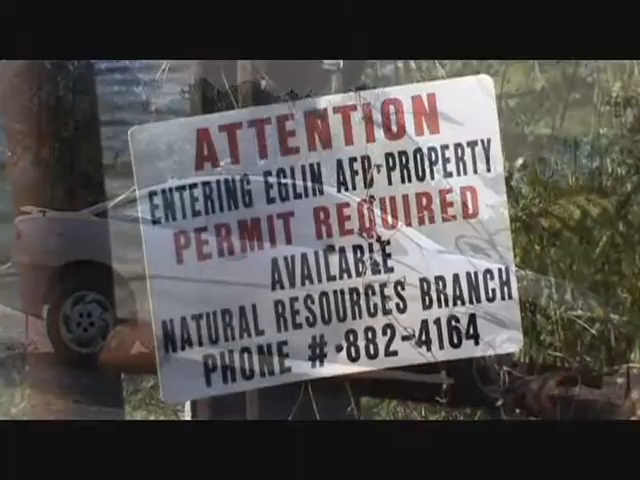 ATTENTION
ENTERING EGLIN AFB-PROPERTY
PERMIT REQUIRED
AVAILABLE
NATURAL RESOURCES BRANCH
PHONE #-882-4164